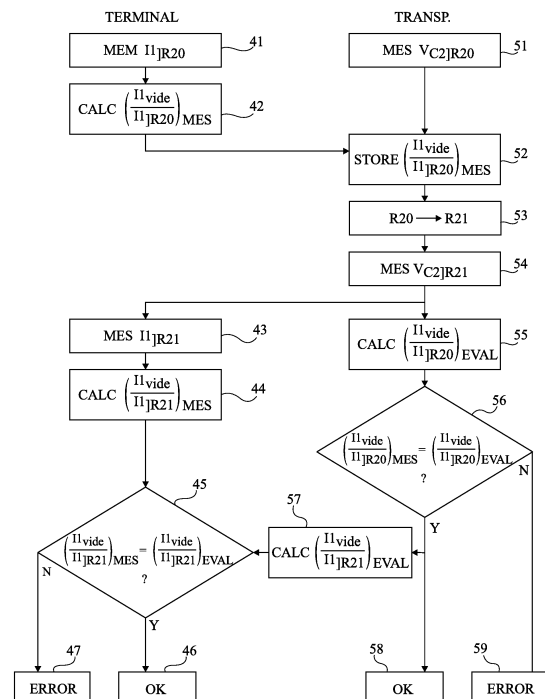 TERMINAL
TRANSP.
MEM I1]R20
41
MES VC2]R20
51
CALC (I1vide / I1]R20)MES
42
STORE (I1vide / I1]R20)MES
52
R20 → R21
53
MES VC2]R21
54
MES I1]R21
43
CALC (I1vide / I1]R20)EVAL
55
CALC (I1vide / I1]R21)MES
44
56
(I1vide / I1]R20)MES = (I1vide / I1]R20)EVAL
?
N
Y
45
57
(I1vide / I1]R21)MES = (I1vide / I1]R21)EVAL
?
N
Y
CALC (I1vide / I1]R21)EVAL
47
ERROR
46
OK
58
OK
59
ERROR